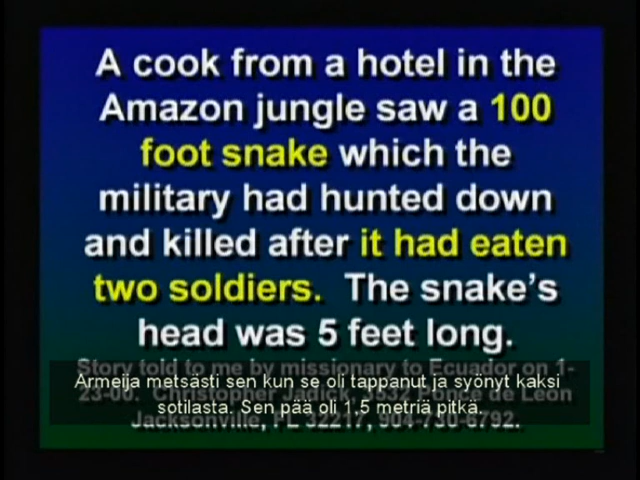 A cook from a hotel in the
Amazon jungle saw a 100
foot snake which the
military had hunted down
and killed after it had eaten
two soldiers. The snake's
head was 5 feet long.
Story told to me by missionary to Ecuador on 1-
23-00. Christopher de Leon
Jacksonville, FL 32217, 904-730-6792.
Armeija metsästi sen kun se oli tappanut ja syönyt kaksi
sotilasta. Sen pää oli 1.5 metriä pitkä.